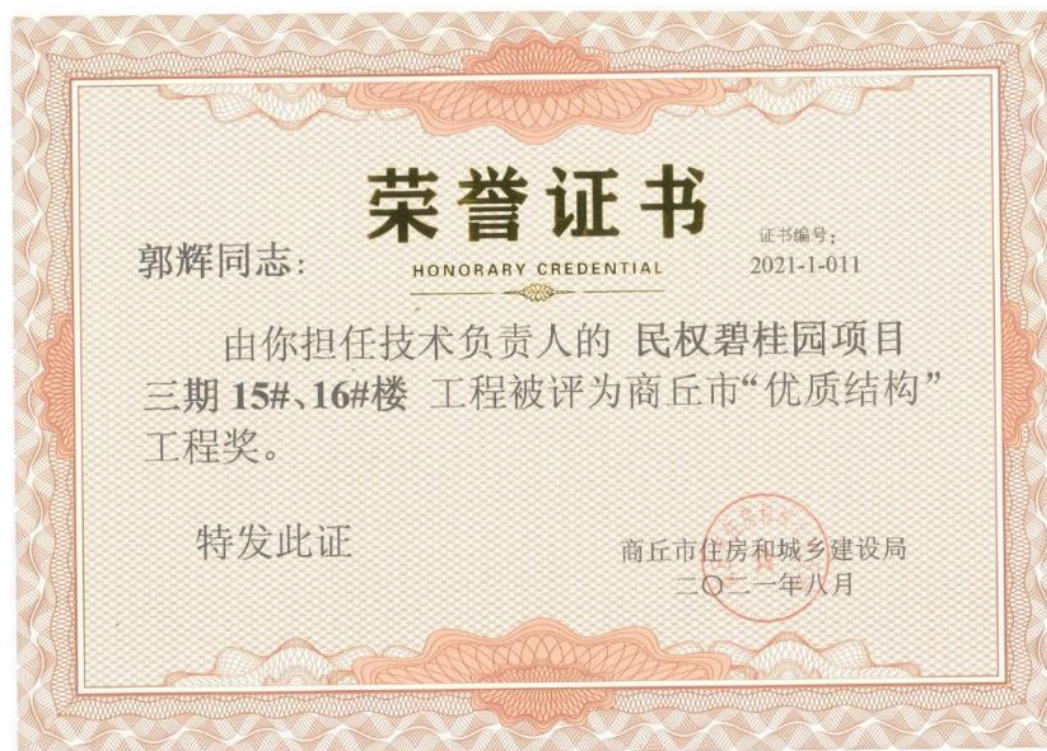 荣誉证书
HONORARY CREDENTIAL
证书编号:
2021-1-011
郭辉同志:
由你担任技术负责人的 民权碧桂园项目
三期 15#、16#楼 工程被评为商丘市“优质结构”
工程奖。
特发此证
商丘市住房和城乡建设局
二〇二一年八月